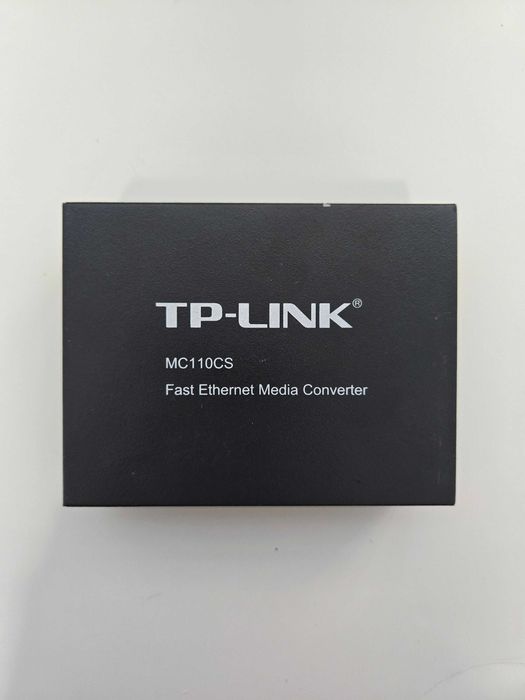 TP-LINK®
MC110CS
Fast Ethernet Media Converter